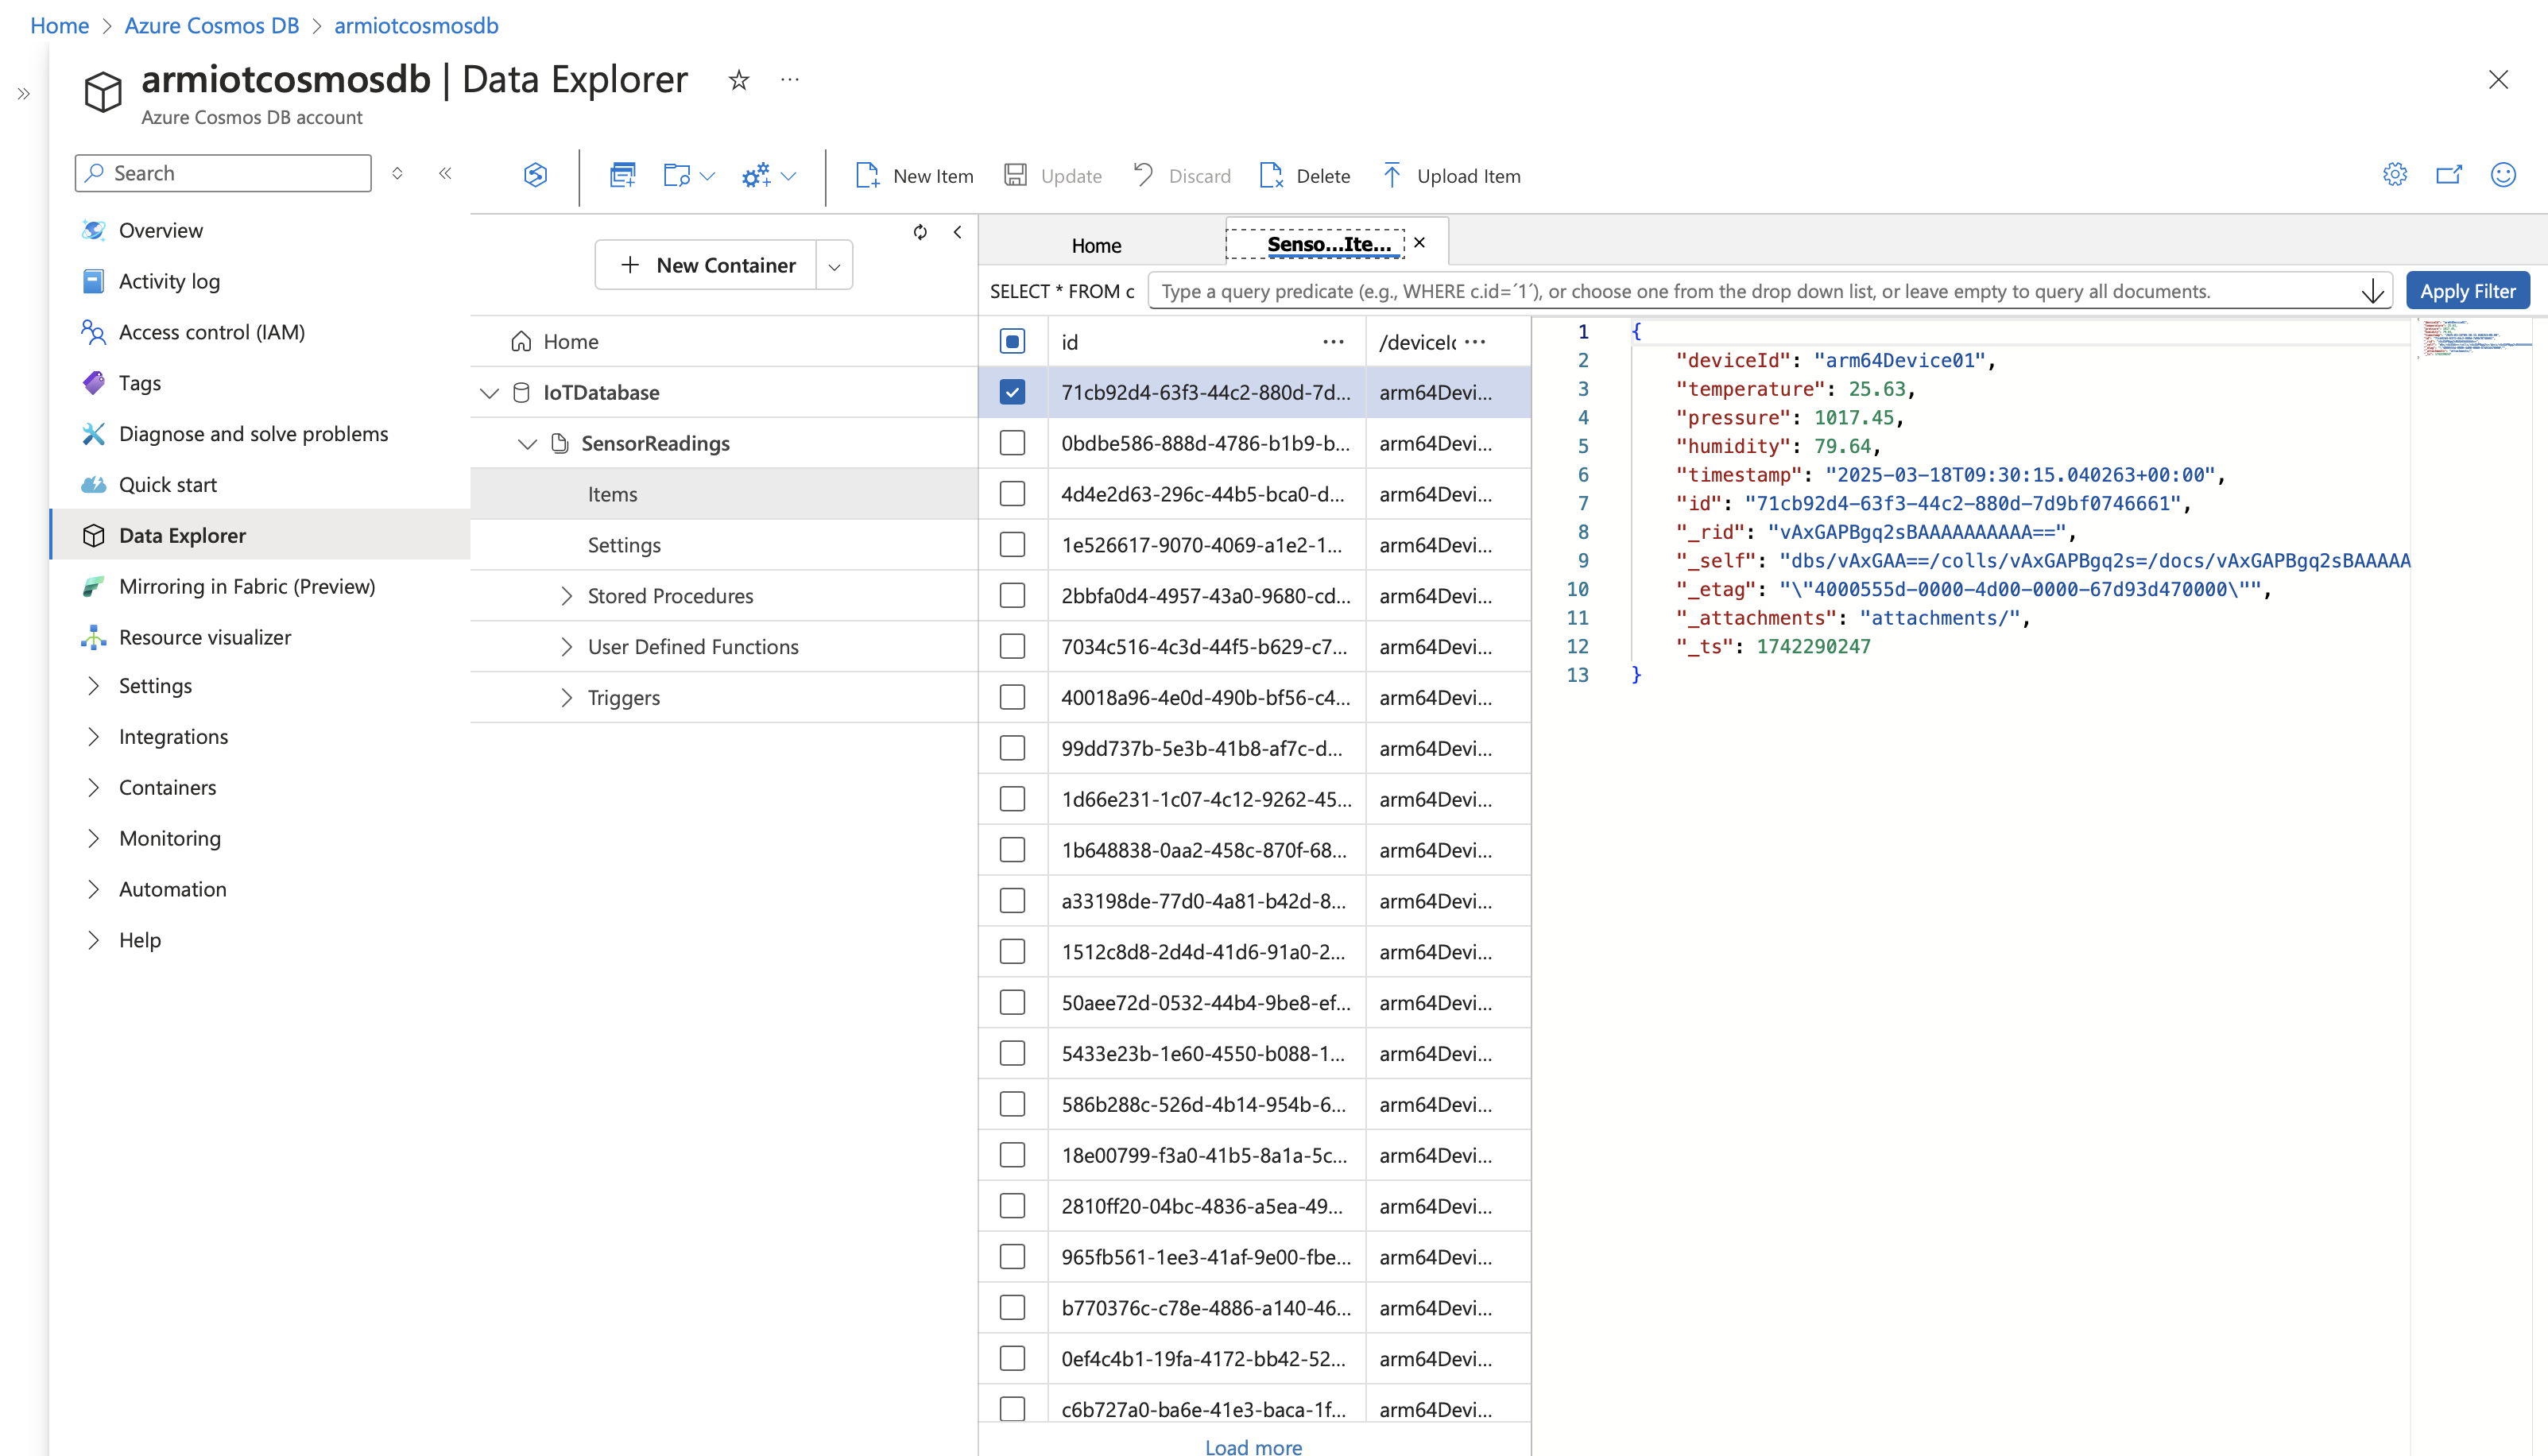 Home > Azure Cosmos DB > armiotcosmosdb
armiotcosmosdb | Data Explorer
Azure Cosmos DB account
Search
Overview
Activity log
Access control (IAM)
Tags
Diagnose and solve problems
Quick start
Data Explorer
Mirroring in Fabric (Preview)
Resource visualizer
Settings
Integrations
Containers
Monitoring
Automation
Help
New Item Update Discard Delete Upload Item
New Container
Home
IoTDatabase
SensorReadings
Items
Settings
Stored Procedures
User Defined Functions
Triggers
Home Senso...Ite...
SELECT * FROM c Type a query predicate (e.g., WHERE c.id=´1´), or choose one from the drop down list, or leave empty to query all documents. Apply Filter
id ... /deviceIc ...
71cb92d4-63f3-44c2-880d-7d... arm64Devi...
0bdbe586-888d-4786-b1b9-b... arm64Devi...
4d4e2d63-296c-44b5-bca0-d... arm64Devi...
1e526617-9070-4069-a1e2-1... arm64Devi...
2bbfa0d4-4957-43a0-9680-cd... arm64Devi...
7034c516-4c3d-44f5-b629-c7... arm64Devi...
40018a96-4e0d-490b-bf56-c4... arm64Devi...
99dd737b-5e3b-41b8-af7c-d... arm64Devi...
1d66e231-1c07-4c12-9262-45... arm64Devi...
1b648838-0aa2-458c-870f-68... arm64Devi...
a33198de-77d0-4a81-b42d-8... arm64Devi...
1512c8d8-2d4d-41d6-91a0-2... arm64Devi...
50aee72d-0532-44b4-9be8-ef... arm64Devi...
5433e23b-1e60-4550-b088-1... arm64Devi...
586b288c-526d-4b14-954b-6... arm64Devi...
18e00799-f3a0-41b5-8a1a-5c... arm64Devi...
2810ff20-04bc-4836-a5ea-49... arm64Devi...
965fb561-1ee3-41af-9e00-fbe... arm64Devi...
b770376c-c78e-4886-a140-46... arm64Devi...
0ef4c4b1-19fa-4172-bb42-52... arm64Devi...
c6b727a0-ba6e-41e3-baca-1f... arm64Devi...
Load more
1 {
2 "deviceId": "arm64Device01",
3 "temperature": 25.63,
4 "pressure": 1017.45,
5 "humidity": 79.64,
6 "timestamp": "2025-03-18T09:30:15.040263+00:00",
7 "id": "71cb92d4-63f3-44c2-880d-7d9bf0746661",
8 "_rid": "vAxGAPBgq2sBAAAAAAAAAA==",
9 "_self": "dbs/vAxGAA==/colls/vAxGAPBgq2s=/docs/vAxGAPBgq2sBAAAAA
10 "_etag": "\"4000555d-0000-4d00-0000-67d93d470000\"",
11 "_attachments": "attachments/",
12 "_ts": 1742290247
13 }